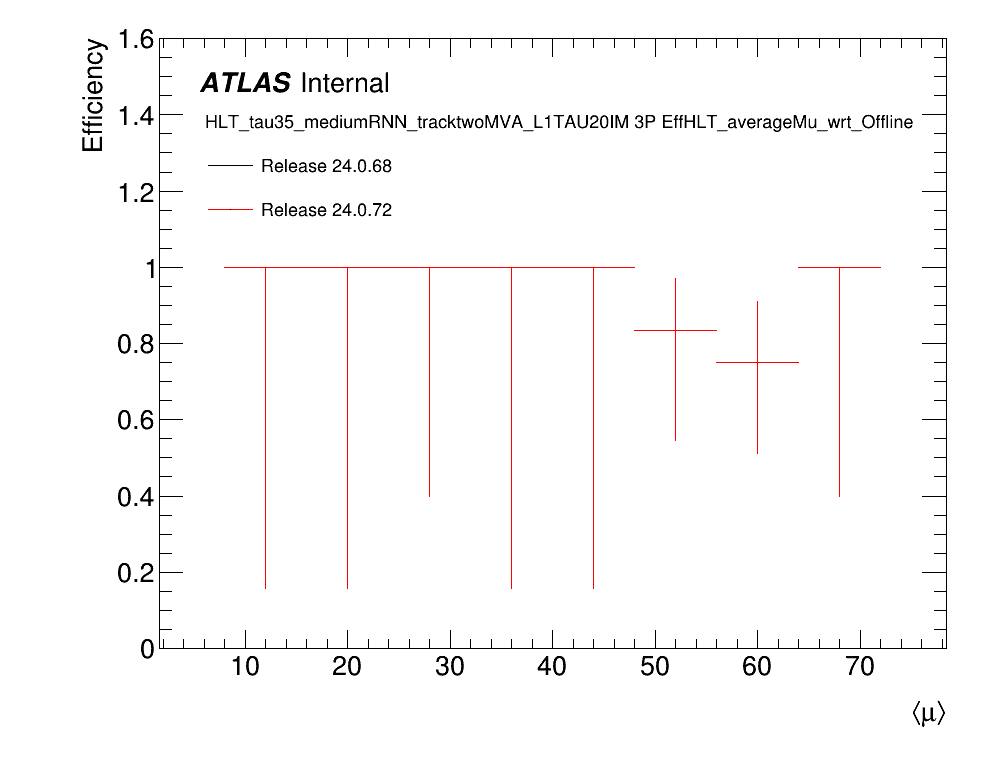 Efficiency
1.6
1.4
1.2
1
0.8
0.6
0.4
0.2
0
ATLAS Internal
HLT_tau35_mediumRNN_tracktwoMVA_L1TAU20IM 3P EffHLT_averageMu_wrt_Offline
Release 24.0.68
Release 24.0.72
10 20 30 40 50 60 70
⟨μ⟩